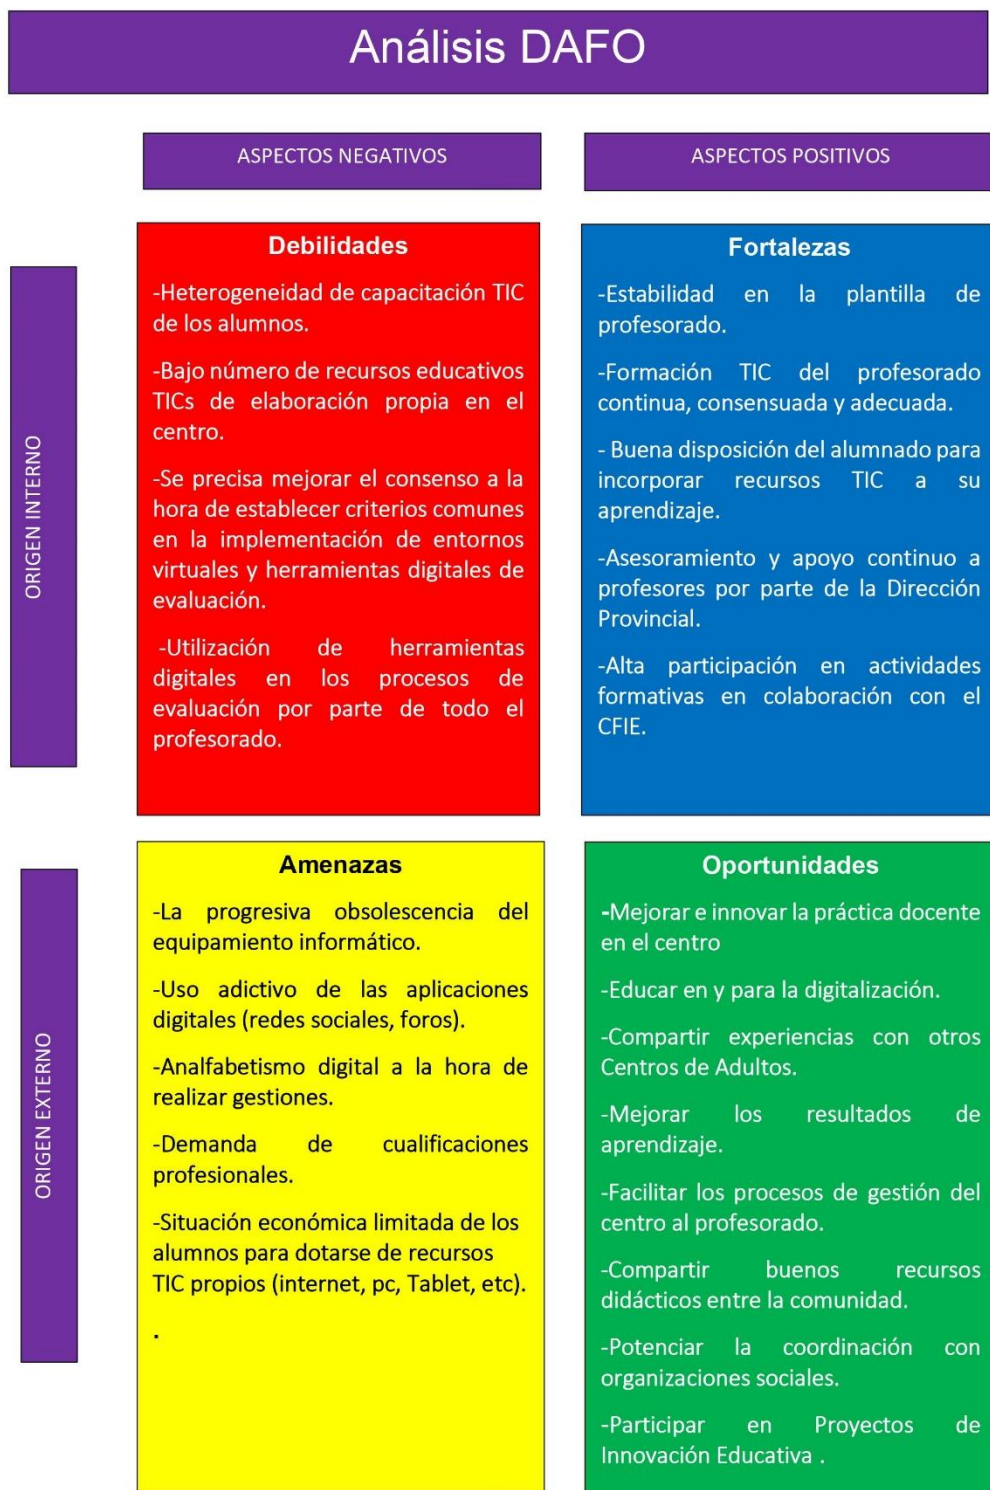 Análisis DAFO
ASPECTOS NEGATIVOS
ASPECTOS POSITIVOS
ORIGEN INTERNO
Debilidades
-Heterogeneidad de capacitación TIC
de los alumnos.
-Bajo número de recursos educativos
TICs de elaboración propia en el
centro.
-Se precisa mejorar el consenso a la
hora de establecer criterios comunes
en la implementación de entornos
virtuales y herramientas digitales de
evaluación.
-Utilización de herramientas
digitales en los procesos de
evaluación por parte de todo el
profesorado.
Fortalezas
-Estabilidad en la plantilla de
profesorado.
-Formación TIC del profesorado
continua, consensuada y adecuada.
- Buena disposición del alumnado para
incorporar recursos TIC a su
aprendizaje.
-Asesoramiento y apoyo continuo a
profesores por parte de la Dirección
Provincial.
-Alta participación en actividades
formativas en colaboración con el
CFIE.
ORIGEN EXTERNO
Amenazas
-La progresiva obsolescencia del
equipamiento informático.
-Uso adictivo de las aplicaciones
digitales (redes sociales, foros).
-Analfabetismo digital a la hora de
realizar gestiones.
-Demanda de cualificaciones
profesionales.
-Situación económica limitada de los
alumnos para dotarse de recursos
TIC propios (internet, pc, Tablet, etc).
.
Oportunidades
-Mejorar e innovar la práctica docente
en el centro
-Educar en y para la digitalización.
-Compartir experiencias con otros
Centros de Adultos.
-Mejorar los resultados de
aprendizaje.
-Facilitar los procesos de gestión del
centro al profesorado.
-Compartir buenos recursos
didácticos entre la comunidad.
-Potenciar la coordinación con
organizaciones sociales.
-Participar en Proyectos de
Innovación Educativa .